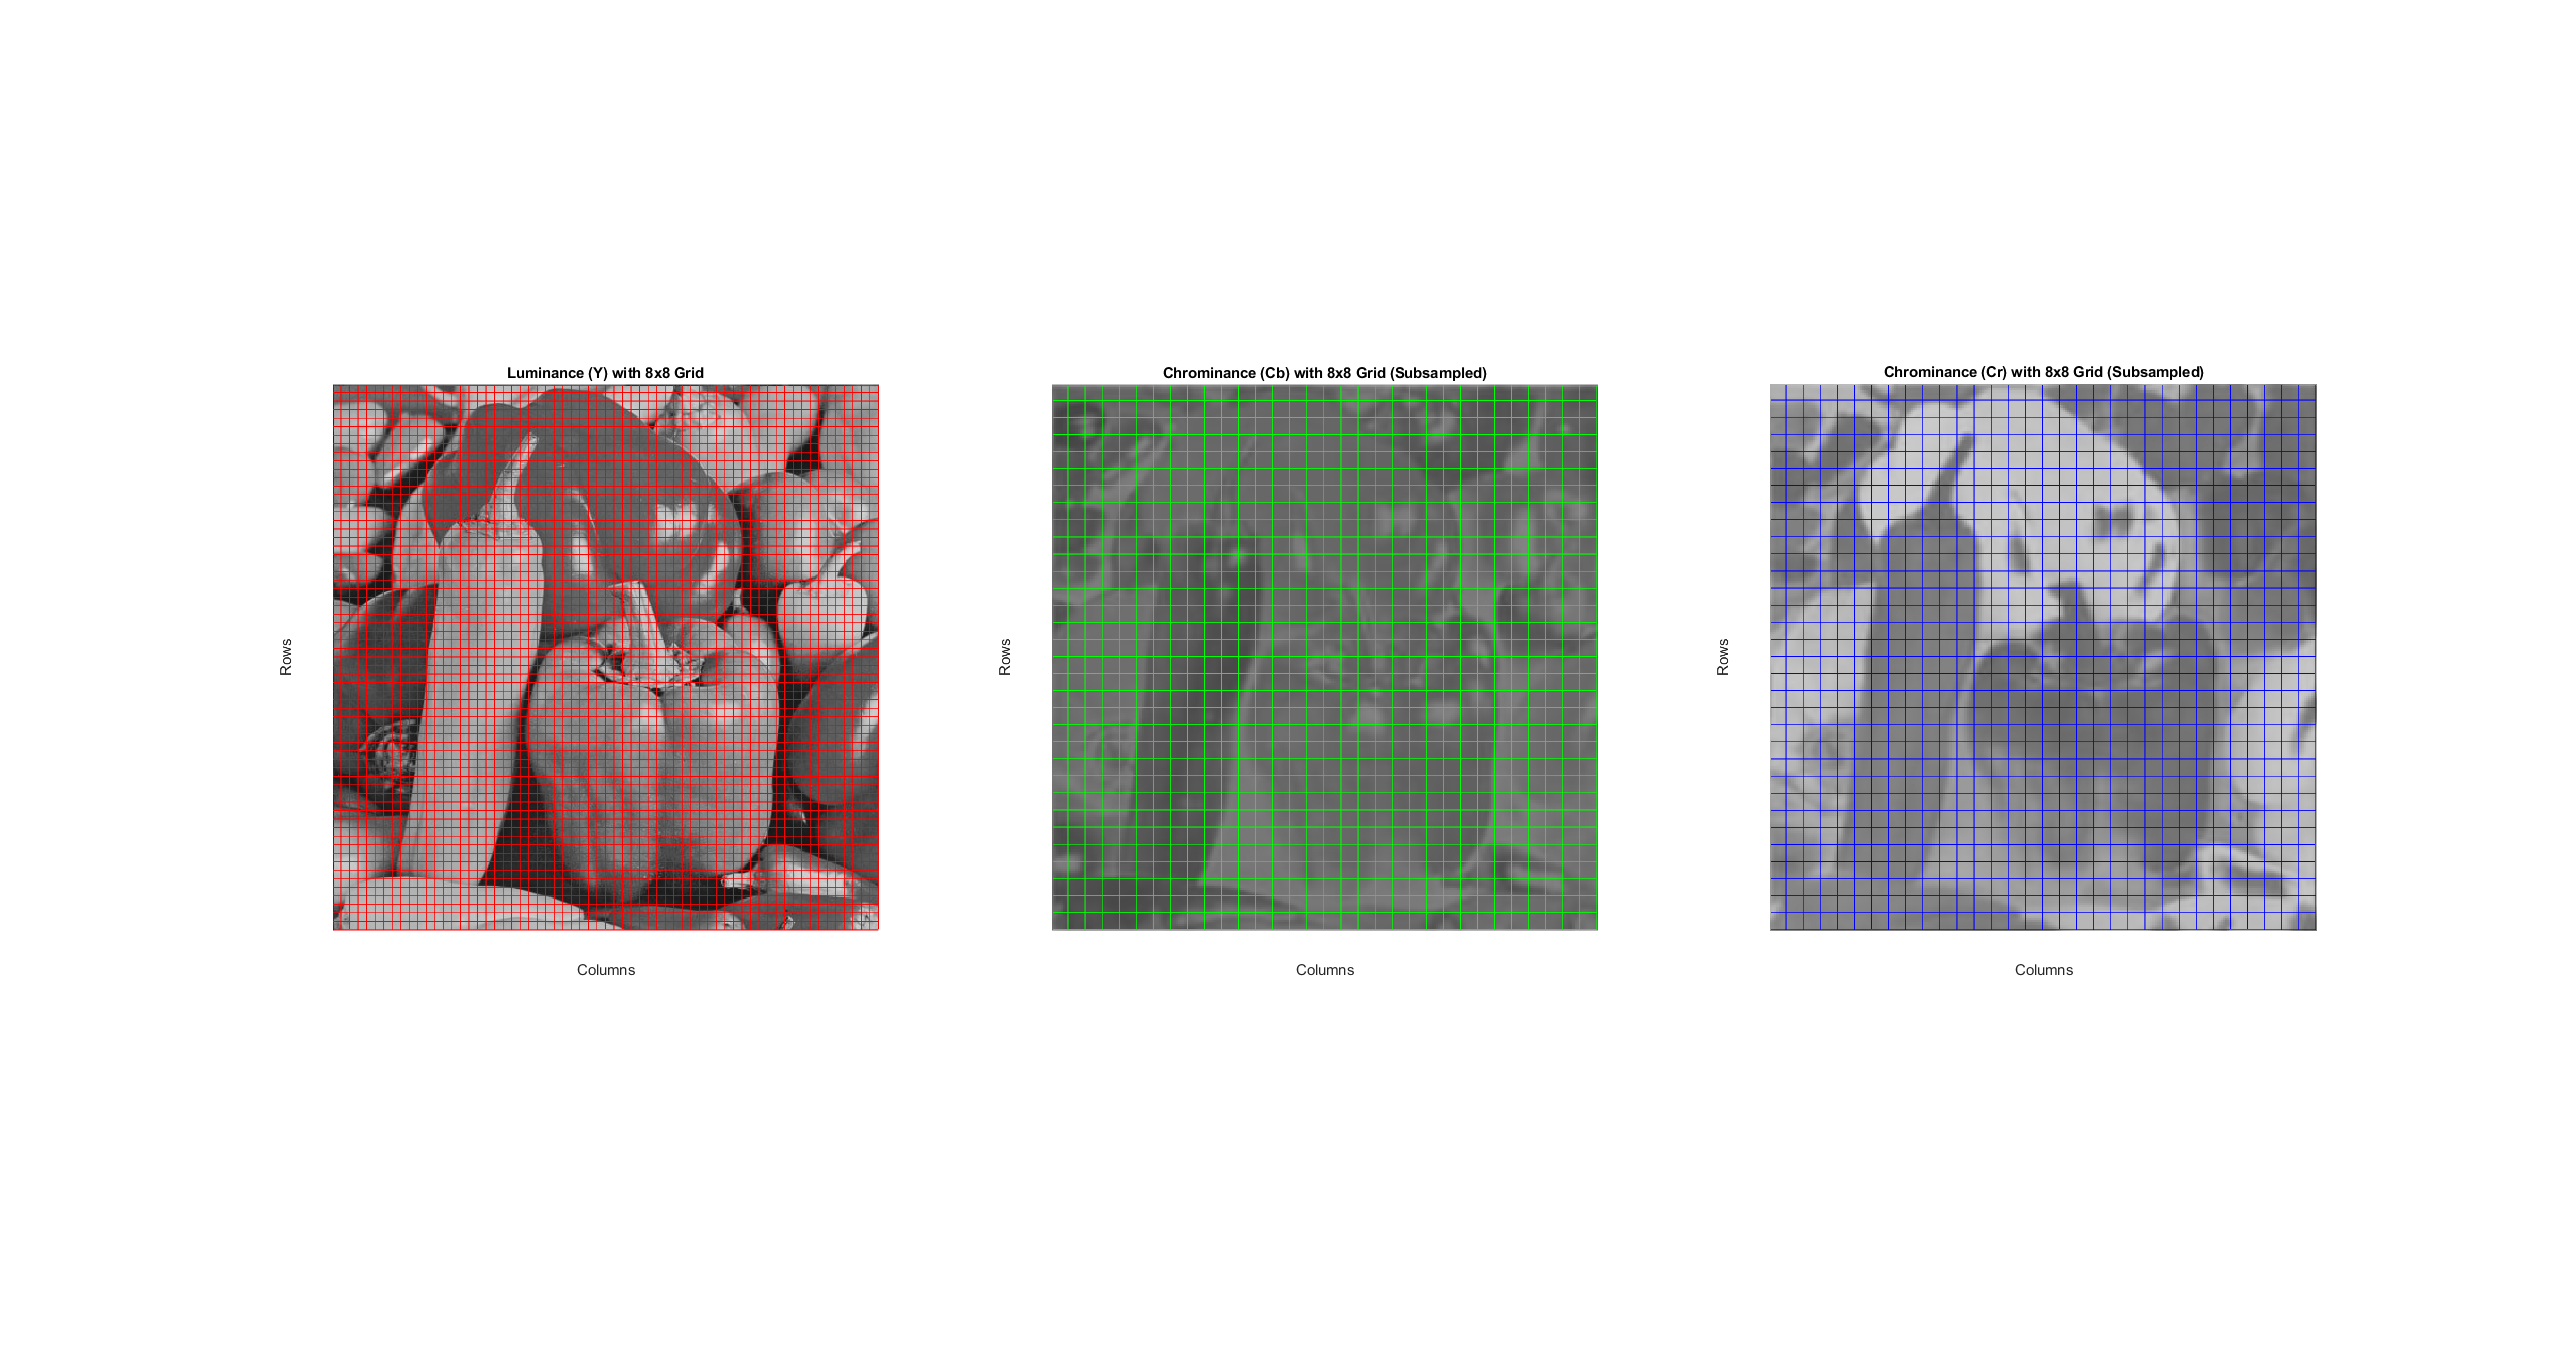 Luminance (Y) with 8x8 Grid
Rows
Columns
Chrominance (Cb) with 8x8 Grid (Subsampled)
Rows
Columns
Chrominance (Cr) with 8x8 Grid (Subsampled)
Rows
Columns